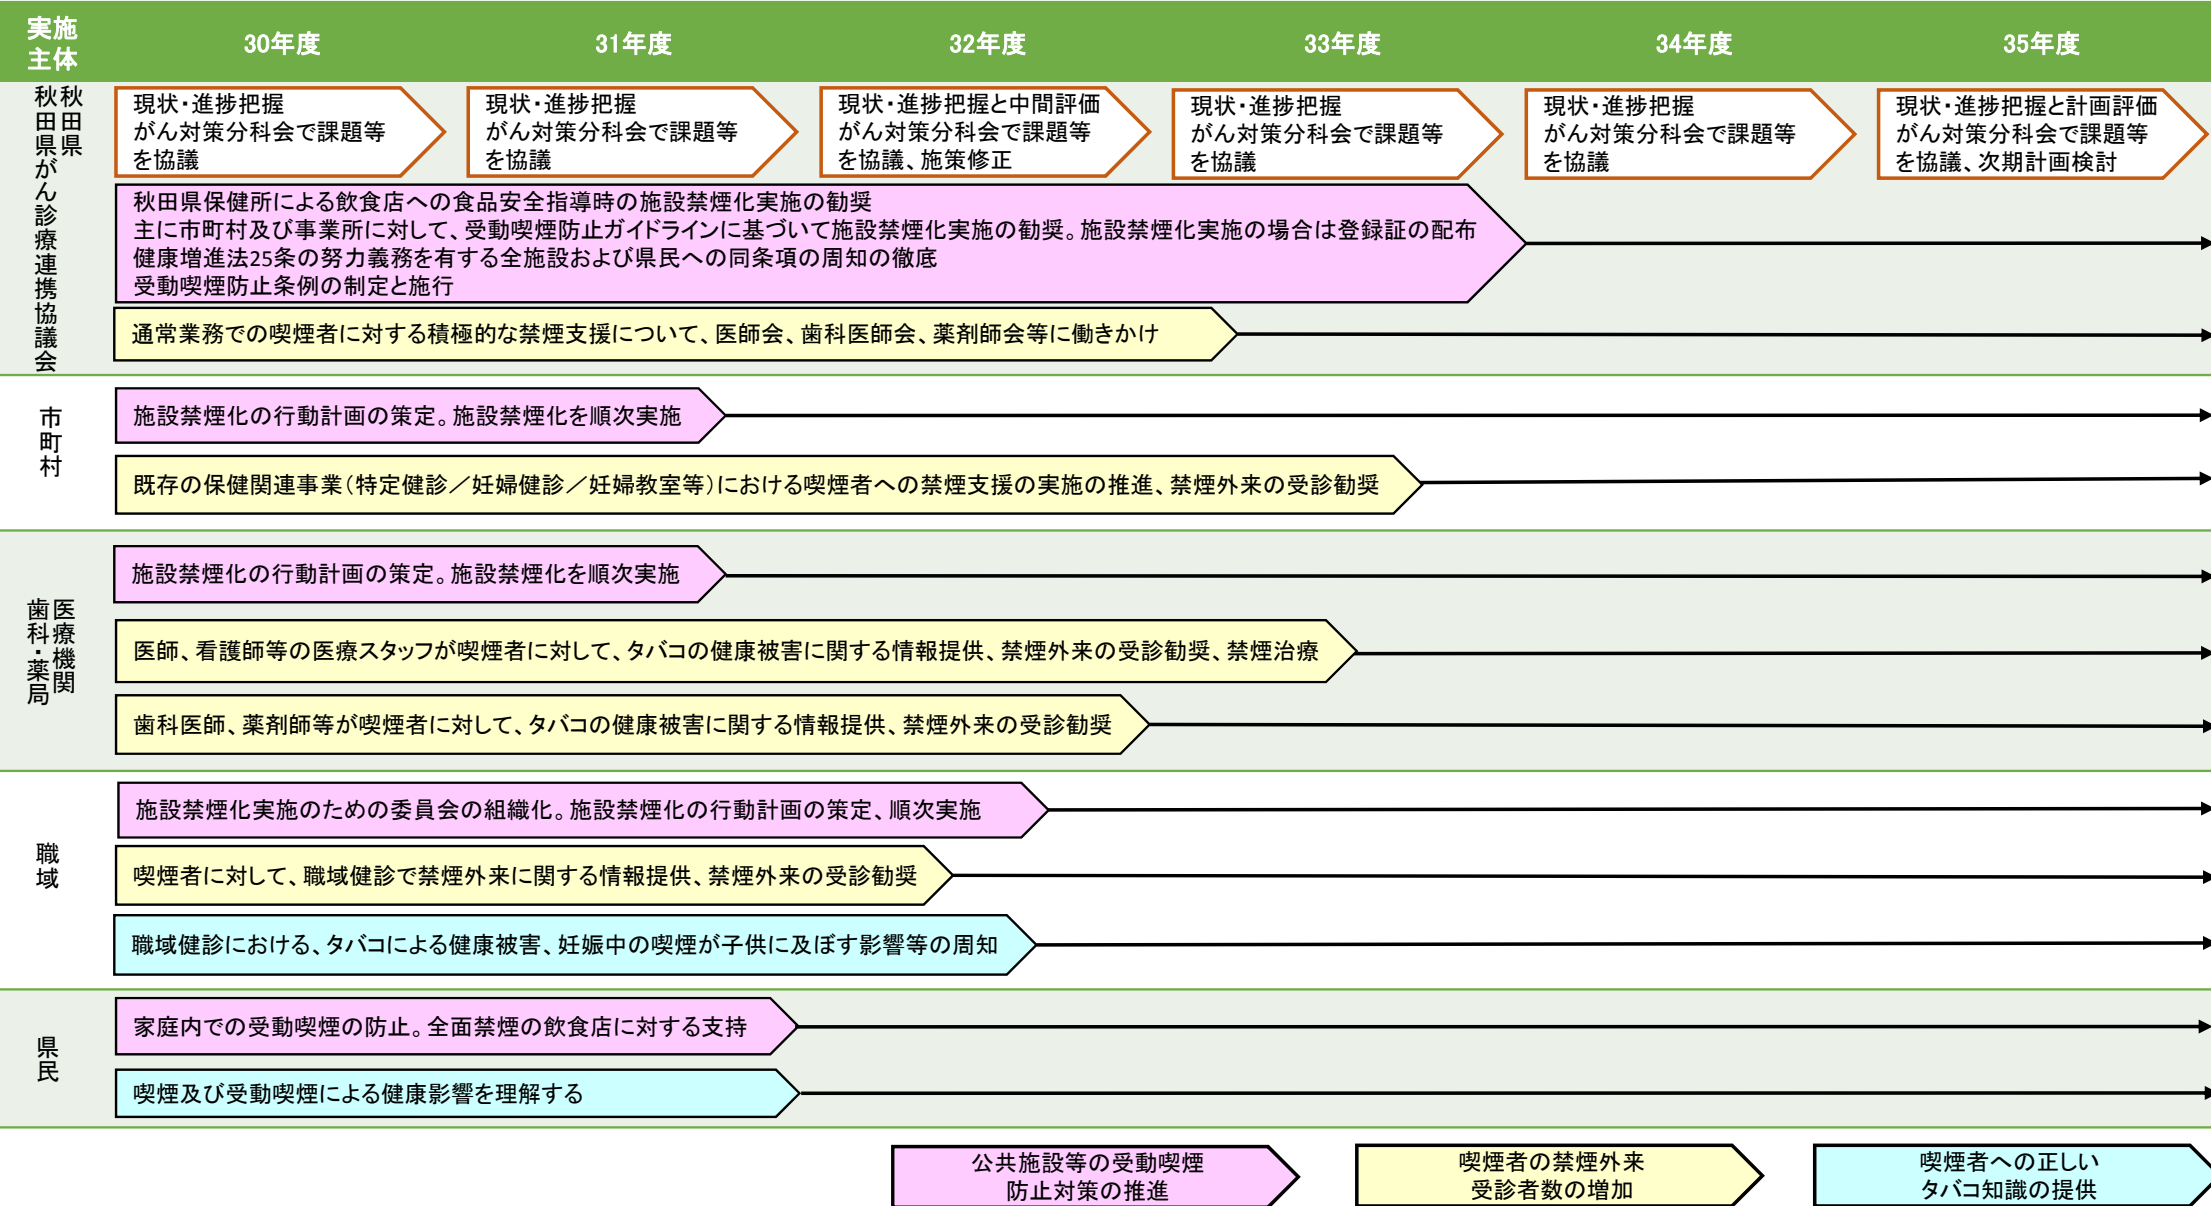 実施
主体
30年度
31年度
32年度
33年度
34年度
35年度
秋田県
秋田県がん診療連携協議会
現状・進捗把握
がん対策分科会で課題等
を協議
現状・進捗把握
がん対策分科会で課題等
を協議
現状・進捗把握と中間評価
がん対策分科会で課題等
を協議、施策修正
現状・進捗把握
がん対策分科会で課題等
を協議
現状・進捗把握
がん対策分科会で課題等
を協議
現状・進捗把握と計画評価
がん対策分科会で課題等
を協議、次期計画検討
秋田県保健所による飲食店への食品安全指導時の施設禁煙化実施の勧奨
主に市町村及び事業所に対して、受動喫煙防止ガイドラインに基づいて施設禁煙化実施の勧奨。施設禁煙化実施の場合は登録証の配布
健康増進法25条の努力義務を有する全施設および県民への同条項の周知の徹底
受動喫煙防止条例の制定と施行
通常業務での喫煙者に対する積極的な禁煙支援について、医師会、歯科医師会、薬剤師会等に働きかけ
市町村
施設禁煙化の行動計画の策定。施設禁煙化を順次実施
既存の保健関連事業（特定健診／妊婦健診／妊婦教室等）における喫煙者への禁煙支援の実施の推進、禁煙外来の受診勧奨
医療機関
歯科・薬局
施設禁煙化の行動計画の策定。施設禁煙化を順次実施
医師、看護師等の医療スタッフが喫煙者に対して、タバコの健康被害に関する情報提供、禁煙外来の受診勧奨、禁煙治療
歯科医師、薬剤師等が喫煙者に対して、タバコの健康被害に関する情報提供、禁煙外来の受診勧奨
職域
施設禁煙化実施のための委員会の組織化。施設禁煙化の行動計画の策定、順次実施
喫煙者に対して、職域健診で禁煙外来に関する情報提供、禁煙外来の受診勧奨
職域健診における、タバコによる健康被害、妊娠中の喫煙が子供に及ぼす影響等の周知
県民
家庭内での受動喫煙の防止。全面禁煙の飲食店に対する支持
喫煙及び受動喫煙による健康影響を理解する
公共施設等の受動喫煙
防止対策の推進
喫煙者の禁煙外来
受診者数の増加
喫煙者への正しい
タバコ知識の提供